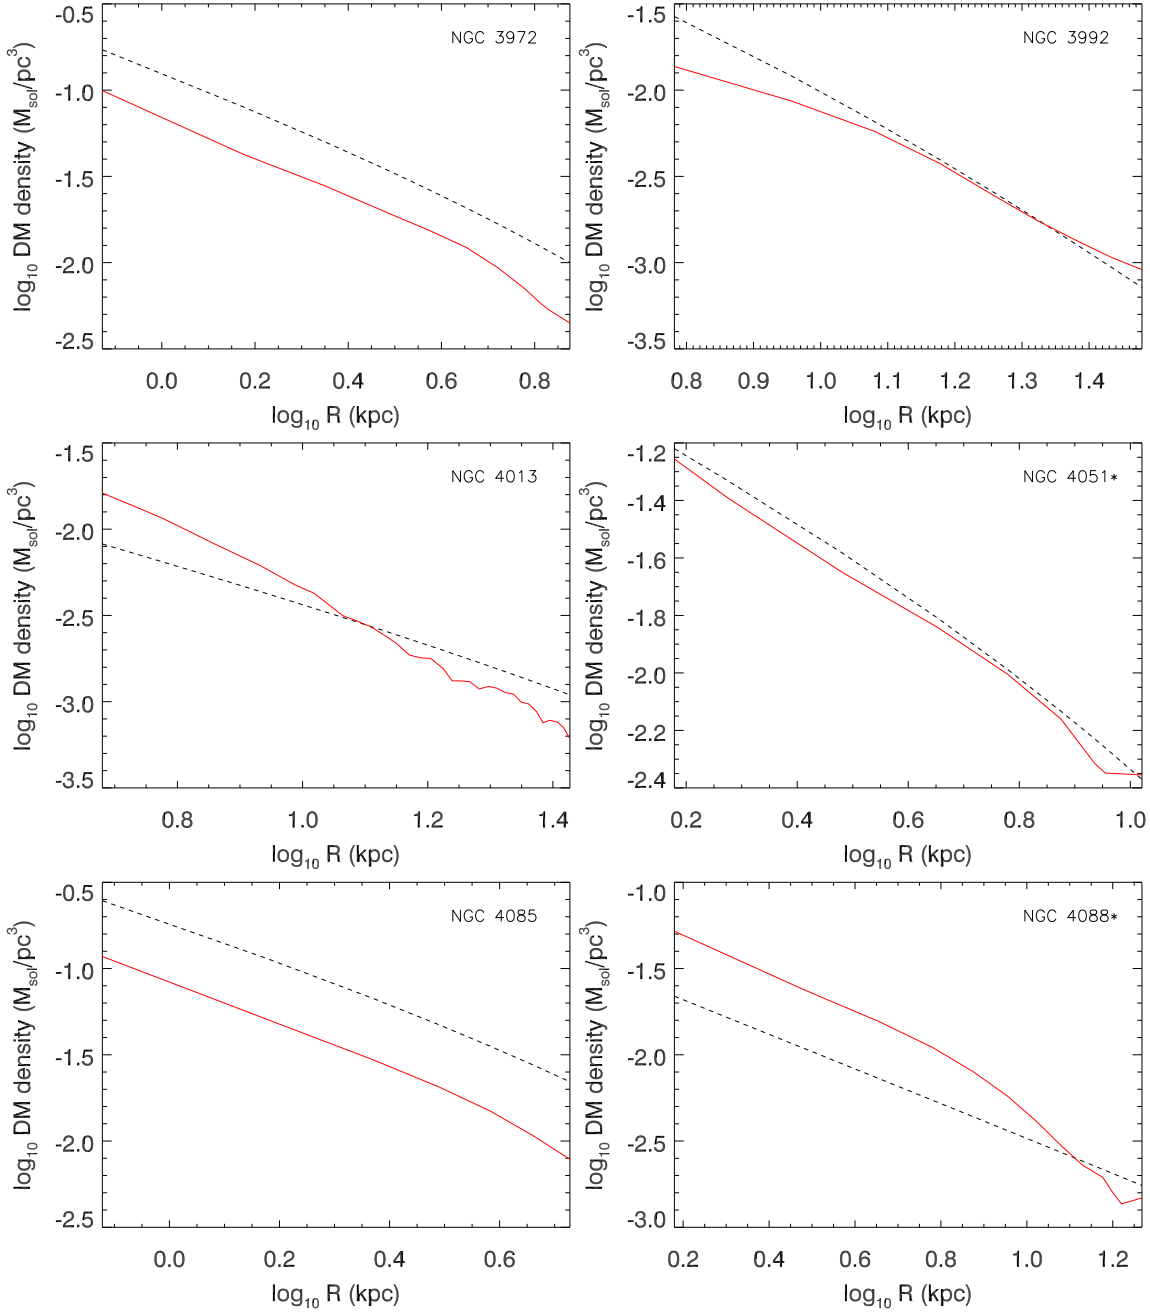 -0.5
-1.0
-1.5
-2.0
-2.5
log₁₀ DM density (M_sol/pc³)
NGC 3972
0.0 0.2 0.4 0.6 0.8
log₁₀ R (kpc)
-1.5
-2.0
-2.5
-3.0
-3.5
log₁₀ DM density (M_sol/pc³)
NGC 3992
0.8 0.9 1.0 1.1 1.2 1.3 1.4
log₁₀ R (kpc)
-1.5
-2.0
-2.5
-3.0
-3.5
log₁₀ DM density (M_sol/pc³)
NGC 4013
0.8 1.0 1.2 1.4
log₁₀ R (kpc)
-1.2
-1.4
-1.6
-1.8
-2.0
-2.2
-2.4
log₁₀ DM density (M_sol/pc³)
NGC 4051*
0.2 0.4 0.6 0.8 1.0
log₁₀ R (kpc)
-0.5
-1.0
-1.5
-2.0
-2.5
log₁₀ DM density (M_sol/pc³)
NGC 4085
0.0 0.2 0.4 0.6
log₁₀ R (kpc)
-1.0
-1.5
-2.0
-2.5
-3.0
log₁₀ DM density (M_sol/pc³)
NGC 4088*
0.2 0.4 0.6 0.8 1.0 1.2
log₁₀ R (kpc)